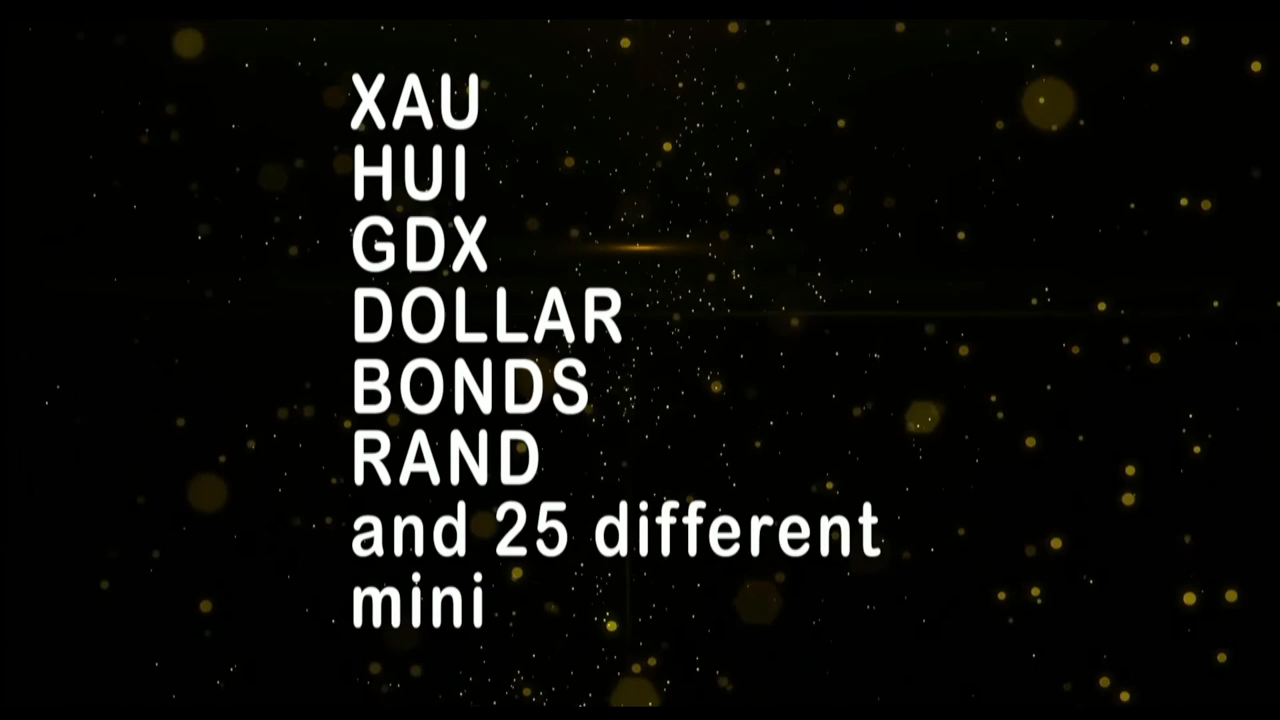 XAU
HUI
GDX
DOLLAR
BONDS
RAND
and 25 different
mini